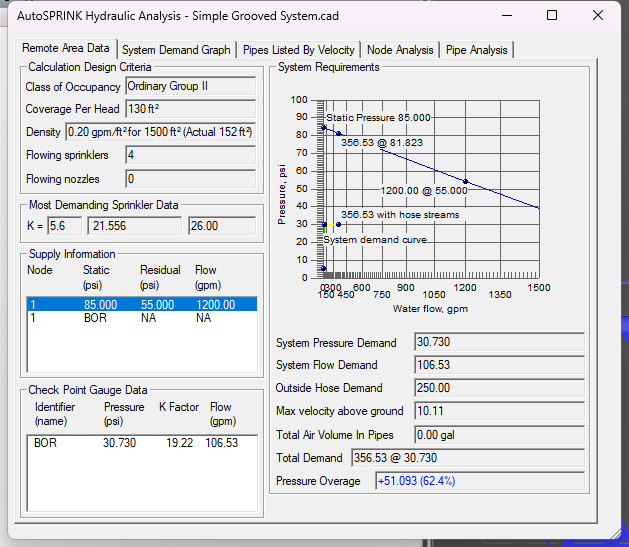 AutoSPRINK Hydraulic Analysis - Simple Grooved System.cad
Remote Area Data System Demand Graph Pipes Listed By Velocity Node Analysis Pipe Analysis
Calculation Design Criteria
Class of Occupancy Ordinary Group II
Coverage Per Head 130 ft²
Density 0.20 gpm/ft² for 1500 ft² (Actual 152 ft²)
Flowing sprinklers 4
Flowing nozzles 0
Most Demanding Sprinkler Data
K = 5.6 21.556 26.00
Supply Information
Node Static Residual Flow
(psi) (psi) (gpm)
1 85.000 55.000 1200.00
1 BOR NA NA
Check Point Gauge Data
Identifier Pressure K Factor Flow
(name) (psi) (gpm)
BOR 30.730 19.22 106.53
System Requirements
100
90
80
70
60
50
40
30
20
10
0
Pressure, psi
Static Pressure 85.000
356.53 @ 81.823
1200.00 @ 55.000
356.53 with hose streams
System demand curve
0 300 600 900 1200 1500
150 450 750 1050 1350
Water flow, gpm
System Pressure Demand 30.730
System Flow Demand 106.53
Outside Hose Demand 250.00
Max velocity above ground 10.11
Total Air Volume In Pipes 0.00 gal
Total Demand 356.53 @ 30.730
Pressure Overage +51.093 (62.4%)